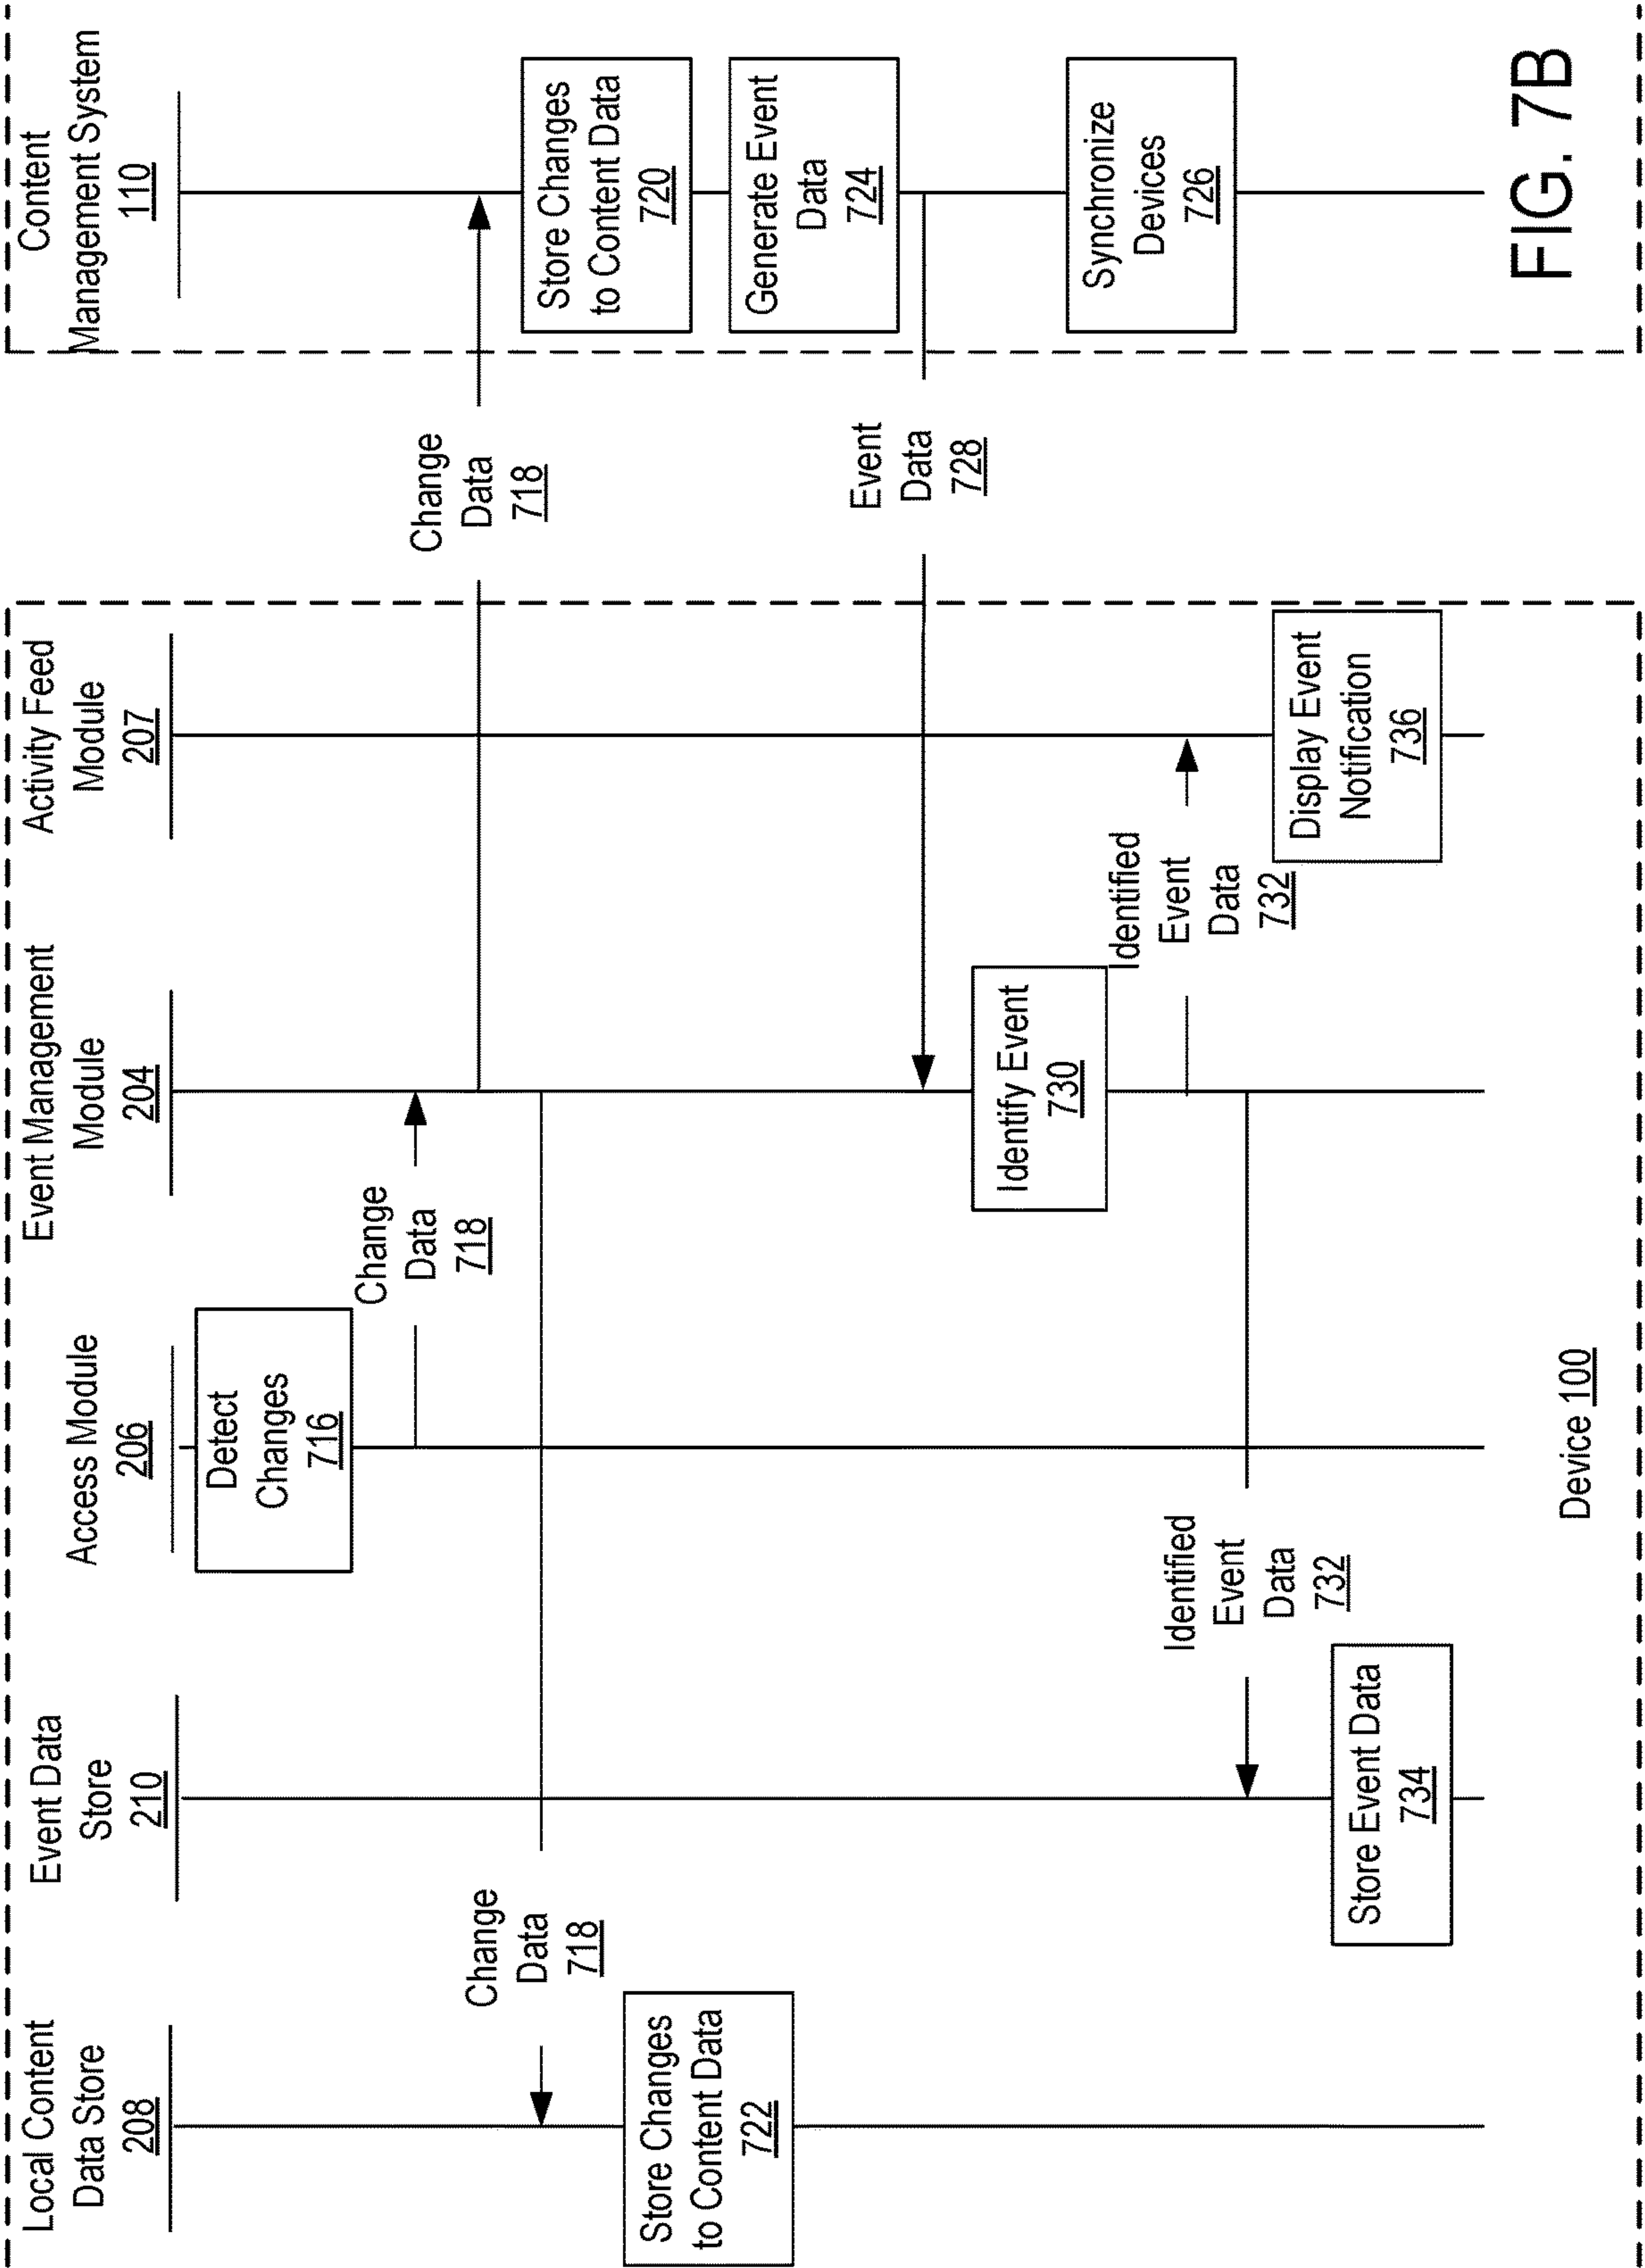 Local Content
Data Store
208
Event Data
Store
210
Access Module
206
Event Management
Module
204
Activity Feed
Module
207
Content
Management System
110
Detect
Changes
716
Change
Data
718
Change
Data
718
Change
Data
718
Store Changes
to Content Data
720
Store Changes
to Content Data
722
Generate Event
Data
724
Event
Data
728
Synchronize
Devices
726
Identify Event
730
Identified
Event
Data
732
Identified
Event
Data
732
Display Event
Notification
736
Store Event Data
734
Device 100
FIG. 7B